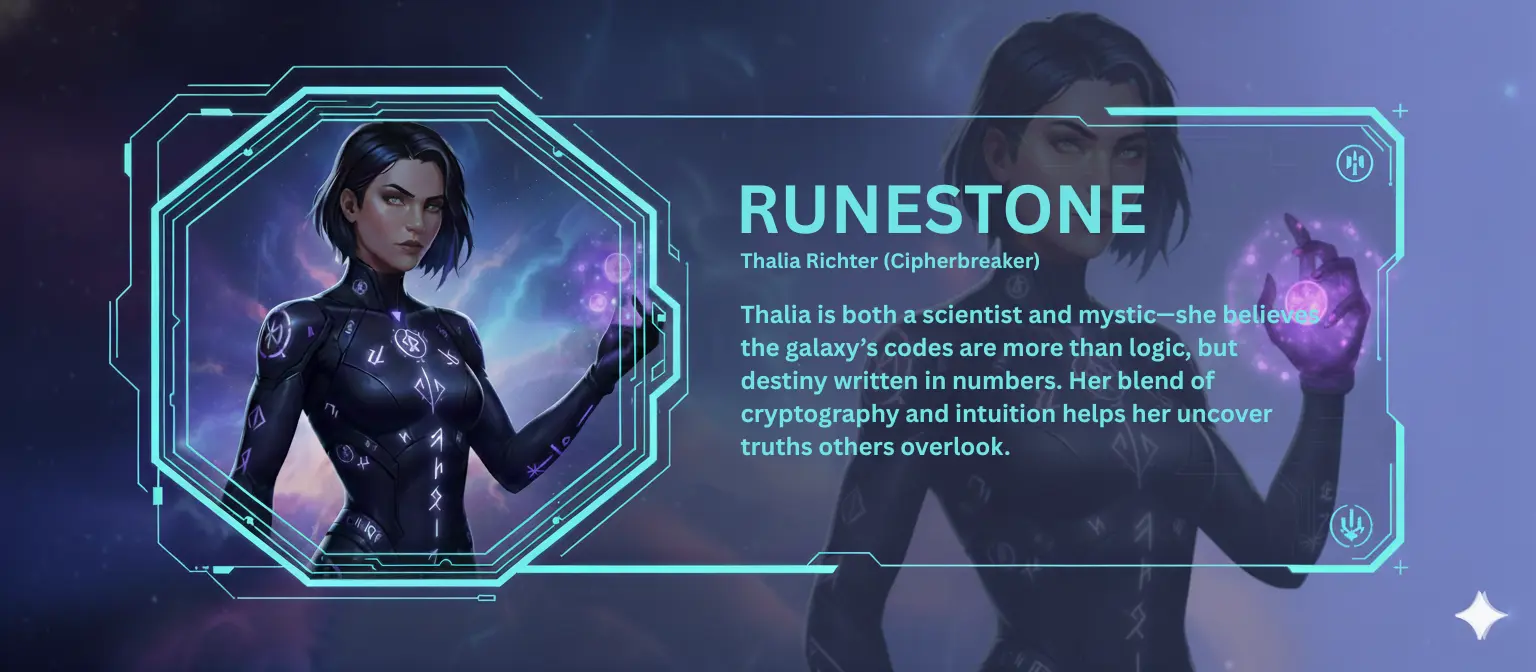 RUNESTONE
Thalia Richter (Cipherbreaker)
Thalia is both a scientist and mystic—she believes
the galaxy’s codes are more than logic, but
destiny written in numbers. Her blend of
cryptography and intuition helps her uncover
truths others overlook.